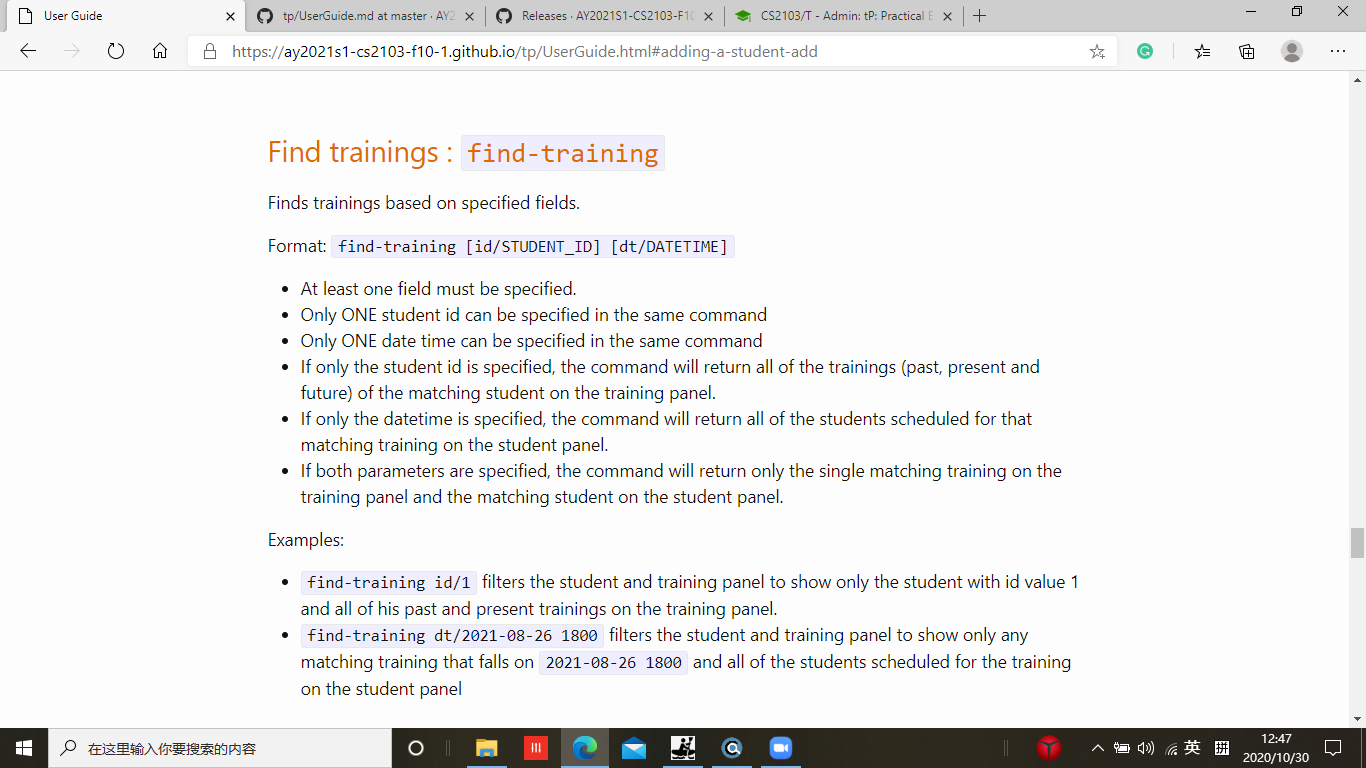 User Guide
tp/UserGuide.md at master · AY2
Releases · AY2021S1-CS2103-F10
CS2103/T - Admin: tP: Practical E
https://ay2021s1-cs2103-f10-1.github.io/tp/UserGuide.html#adding-a-student-add
Find trainings : find-training
Finds trainings based on specified fields.
Format: find-training [id/STUDENT_ID] [dt/DATETIME]
• At least one field must be specified.
• Only ONE student id can be specified in the same command
• Only ONE date time can be specified in the same command
• If only the student id is specified, the command will return all of the trainings (past, present and
future) of the matching student on the training panel.
• If only the datetime is specified, the command will return all of the students scheduled for that
matching training on the student panel.
• If both parameters are specified, the command will return only the single matching training on the
training panel and the matching student on the student panel.
Examples:
• find-training id/1 filters the student and training panel to show only the student with id value 1
and all of his past and present trainings on the training panel.
• find-training dt/2021-08-26 1800 filters the student and training panel to show only any
matching training that falls on 2021-08-26 1800 and all of the students scheduled for the training
on the student panel
在这里输入你要搜索的内容
英
12:47
2020/10/30